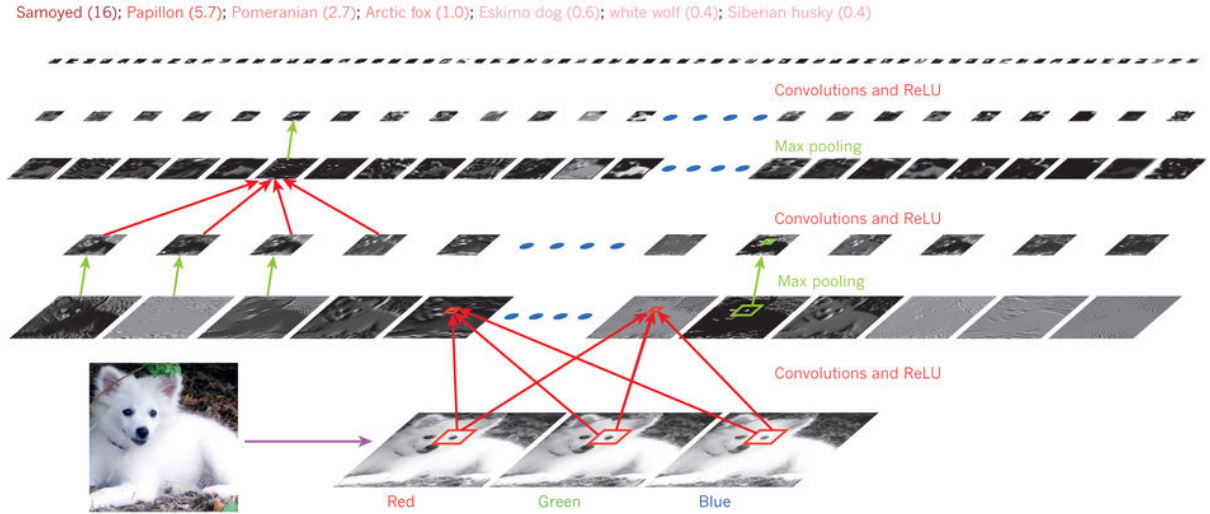 Samoyed (16); Papillon (5.7); Pomeranian (2.7); Arctic fox (1.0); Eskimo dog (0.6); white wolf (0.4); Siberian husky (0.4)
Convolutions and ReLU
Max pooling
Convolutions and ReLU
Max pooling
Convolutions and ReLU
Red Green Blue